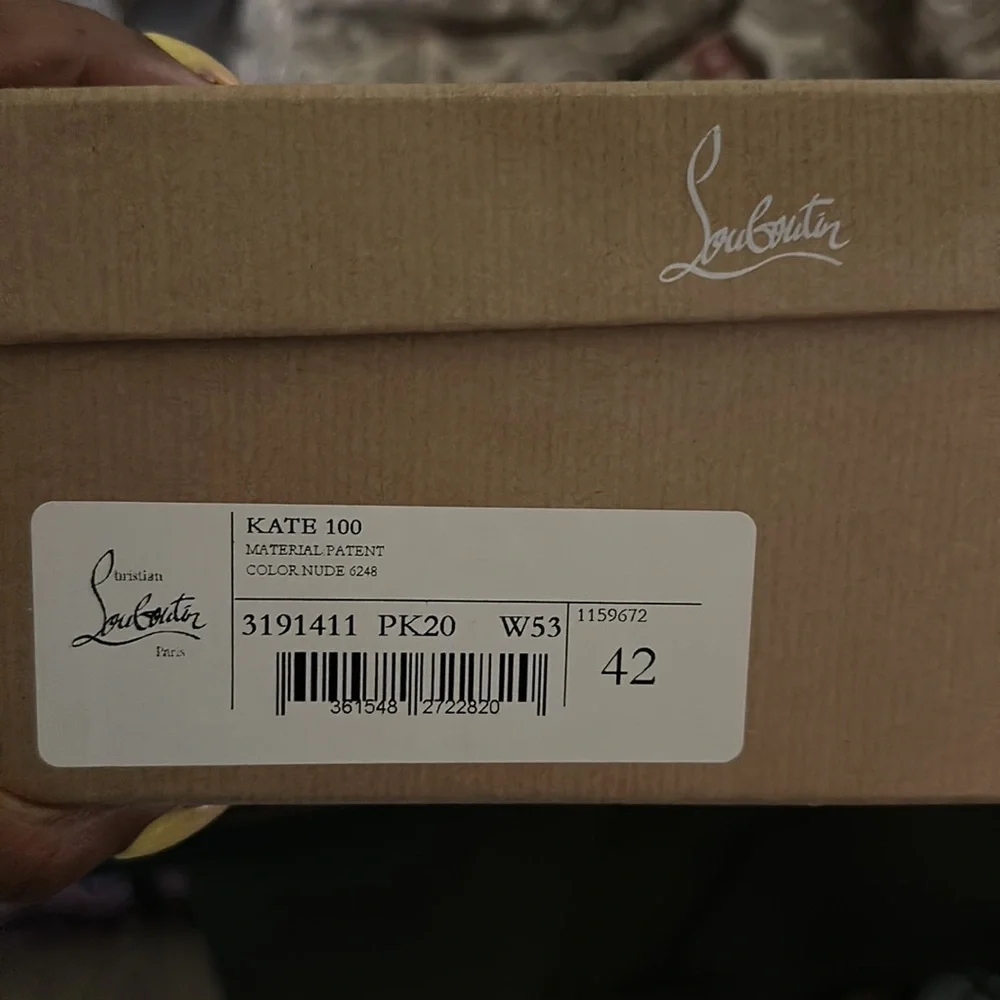 Louboutin
KATE 100
MATERIAL PATENT
COLOR NUDE 6248
Christian
Louboutin
Paris
3191411 PK20 W53
1159672
42
361548 2722820